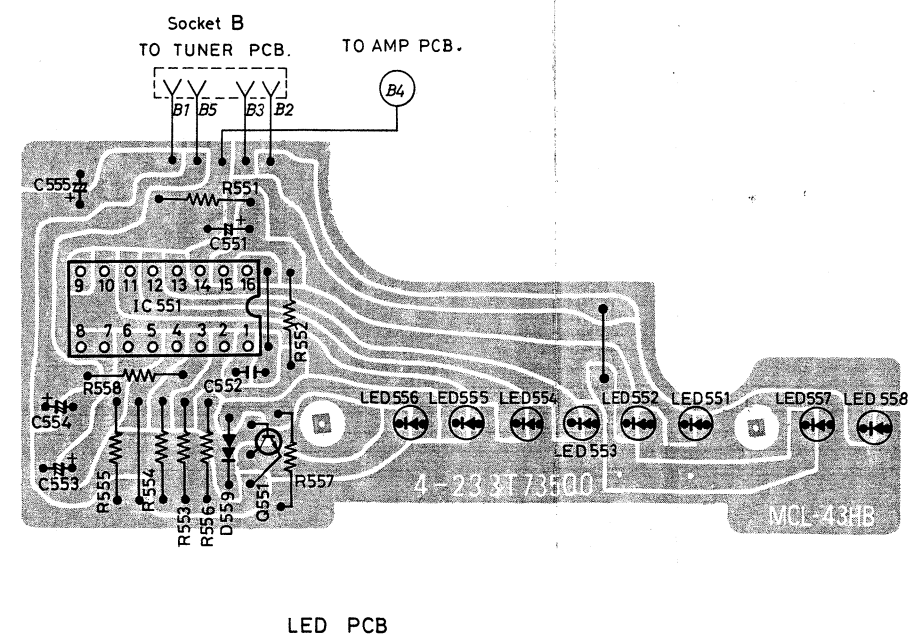 Socket B
TO TUNER PCB.
TO AMP PCB.
B1 B5 B3 B2
B4
C555
+
R551
+
C551
9 10 11 12 13 14 15 16
IC 551
8 7 6 5 4 3 2 1
R552
R558
C552
+
C554
LED556 LED555 LED554 LED552 LED551 LED557 LED 558
LED553
+
C553
R555
R554
R553
R556
D559
Q551
R557
4-233T73500
MCL-43HB
LED PCB